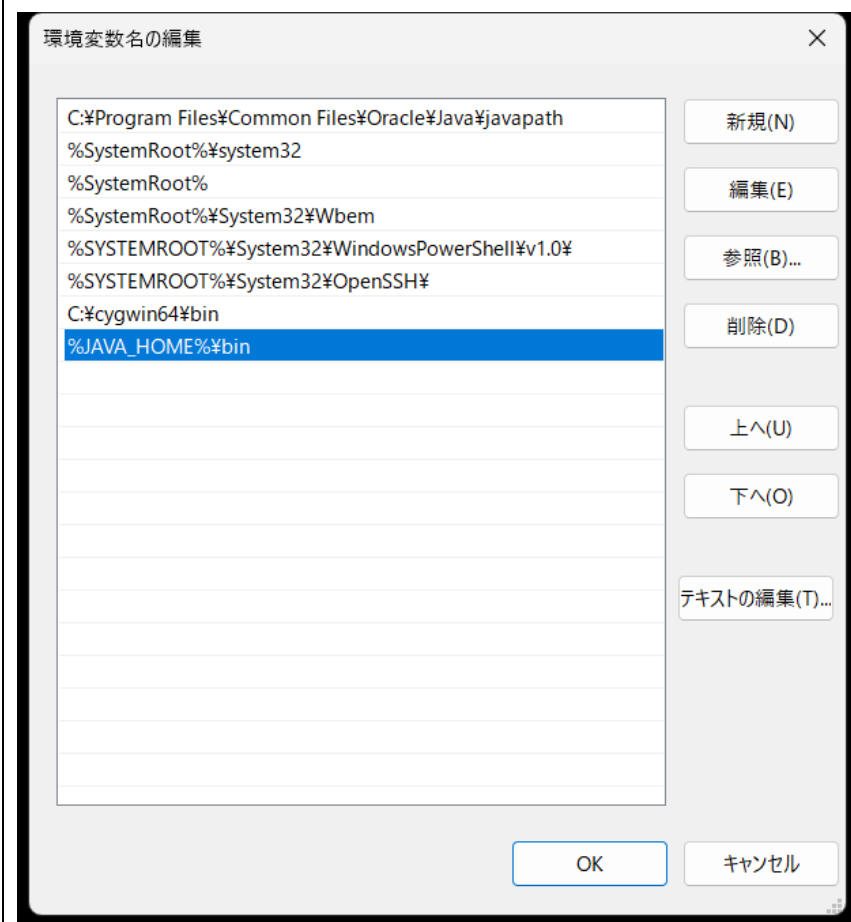 環境変数名の編集
C:¥Program Files¥Common Files¥Oracle¥Java¥javapath
%SystemRoot%¥system32
%SystemRoot%
%SystemRoot%¥System32¥Wbem
%SYSTEMROOT%¥System32¥WindowsPowerShell¥v1.0¥
%SYSTEMROOT%¥System32¥OpenSSH¥
C:¥cygwin64¥bin
%JAVA_HOME%¥bin
新規(N)
編集(E)
参照(B)...
削除(D)
上へ(U)
下へ(O)
テキストの編集(T)...
OK
キャンセル